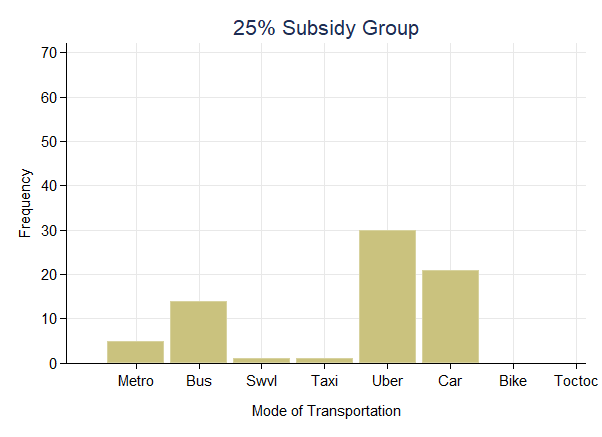 25% Subsidy Group
70
60
50
40
30
20
10
0
Frequency
Metro Bus Swvl Taxi Uber Car Bike Toctoc
Mode of Transportation